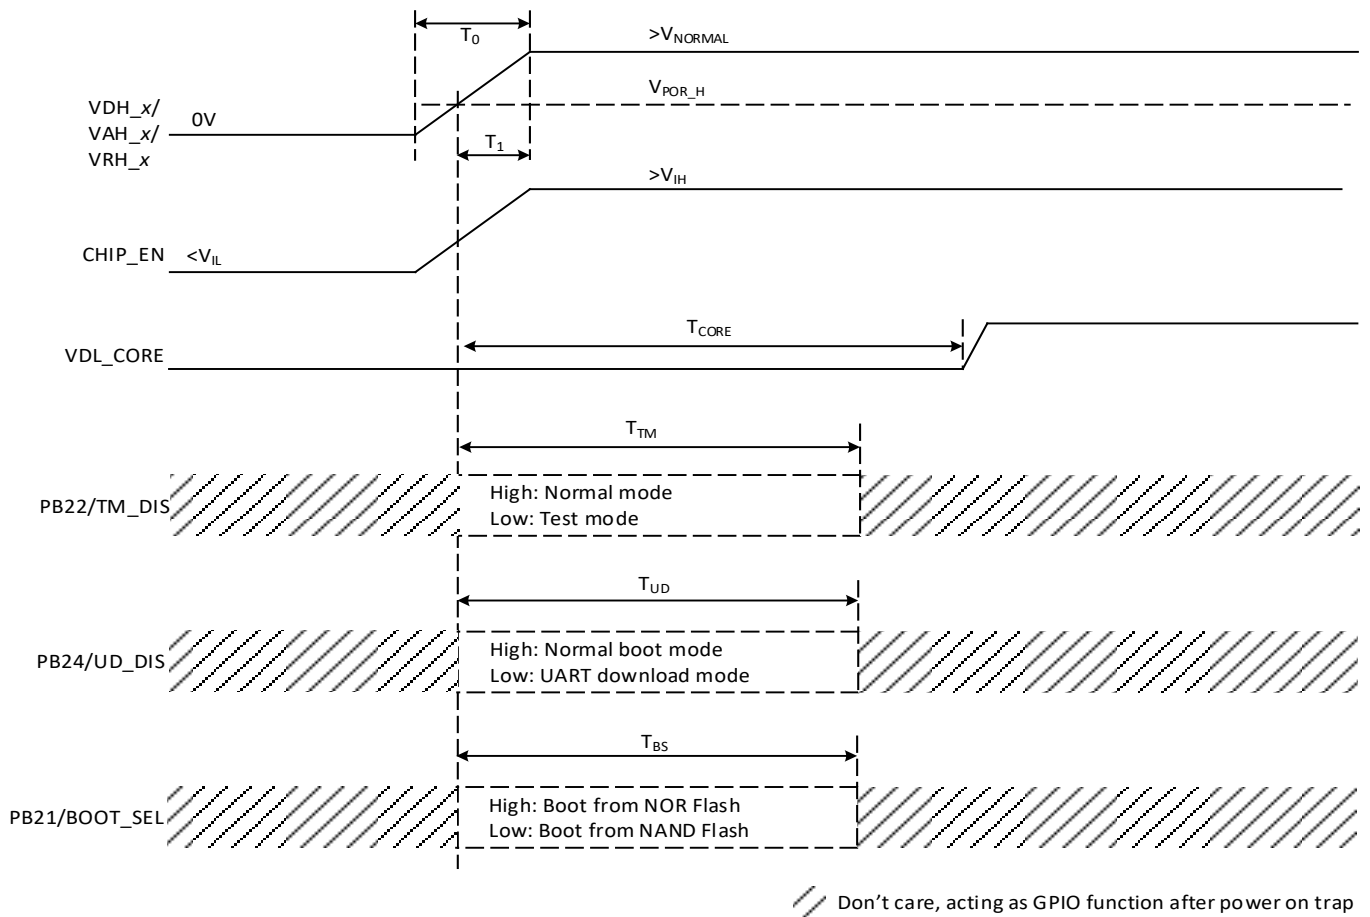 T0
>VNORMAL
VDH_x/
VAH_x/
VRH_x
0V
VPOR_H
T1
>VIH
CHIP_EN
<VIL
TCORE
VDL_CORE
TTM
PB22/TM_DIS
High: Normal mode
Low: Test mode
TUD
PB24/UD_DIS
High: Normal boot mode
Low: UART download mode
TBS
PB21/BOOT_SEL
High: Boot from NOR Flash
Low: Boot from NAND Flash
Don't care, acting as GPIO function after power on trap